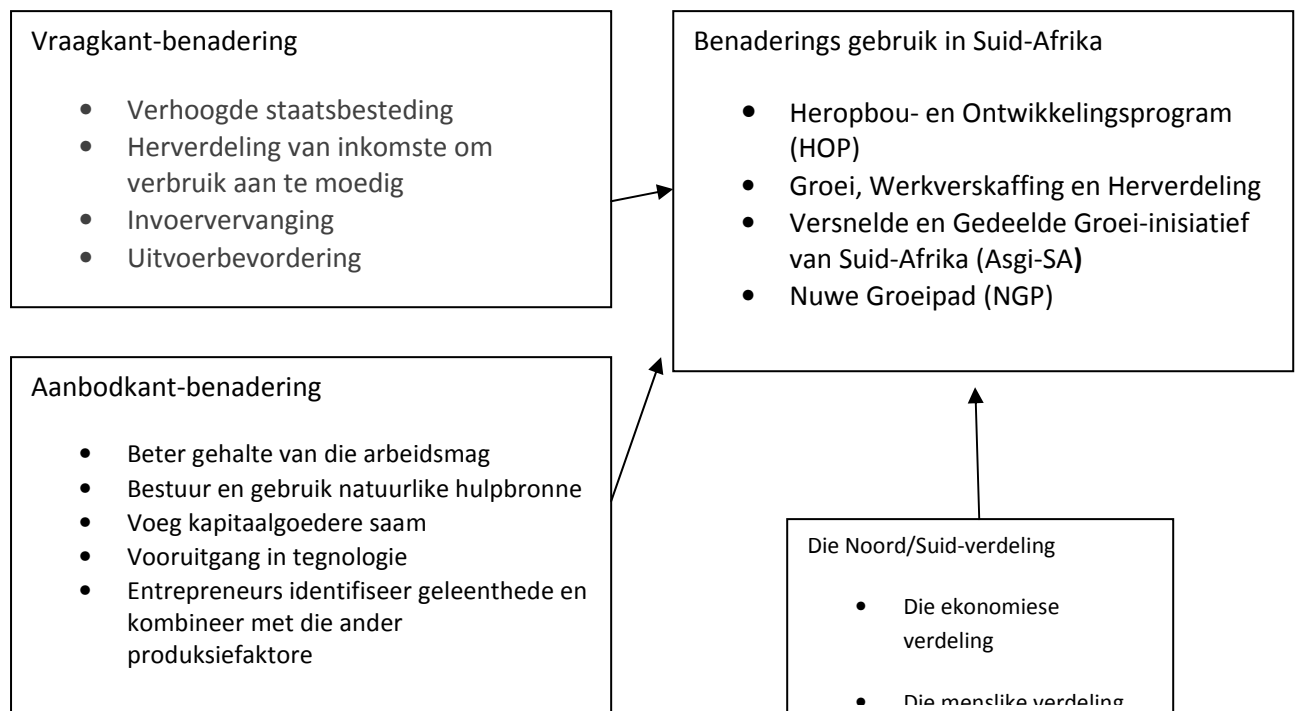 Vraagkant-benadering
• Verhoogde staatsbesteding
• Herverdeling van inkomste om
verbruik aan te moedig
• Invoervervanging
• Uitvoerbevordering
Benaderings gebruik in Suid-Afrika
• Heropbou- en Ontwikkelingsprogram
(HOP)
• Groei, Werkverskaffing en Herverdeling
• Versnelde en Gedeelde Groei-inisiatief
van Suid-Afrika (Asgi-SA)
• Nuwe Groeipad (NGP)
Aanbodkant-benadering
• Beter gehalte van die arbeidsmag
• Bestuur en gebruik natuurlike hulpbronne
• Voeg kapitaalgoedere saam
• Vooruitgang in tegnologie
• Entrepreneurs identifiseer geleenthede en
kombineer met die ander
produksiefaktore
Die Noord/Suid-verdeling
• Die ekonomiese
verdeling
• Die menslike verdeling